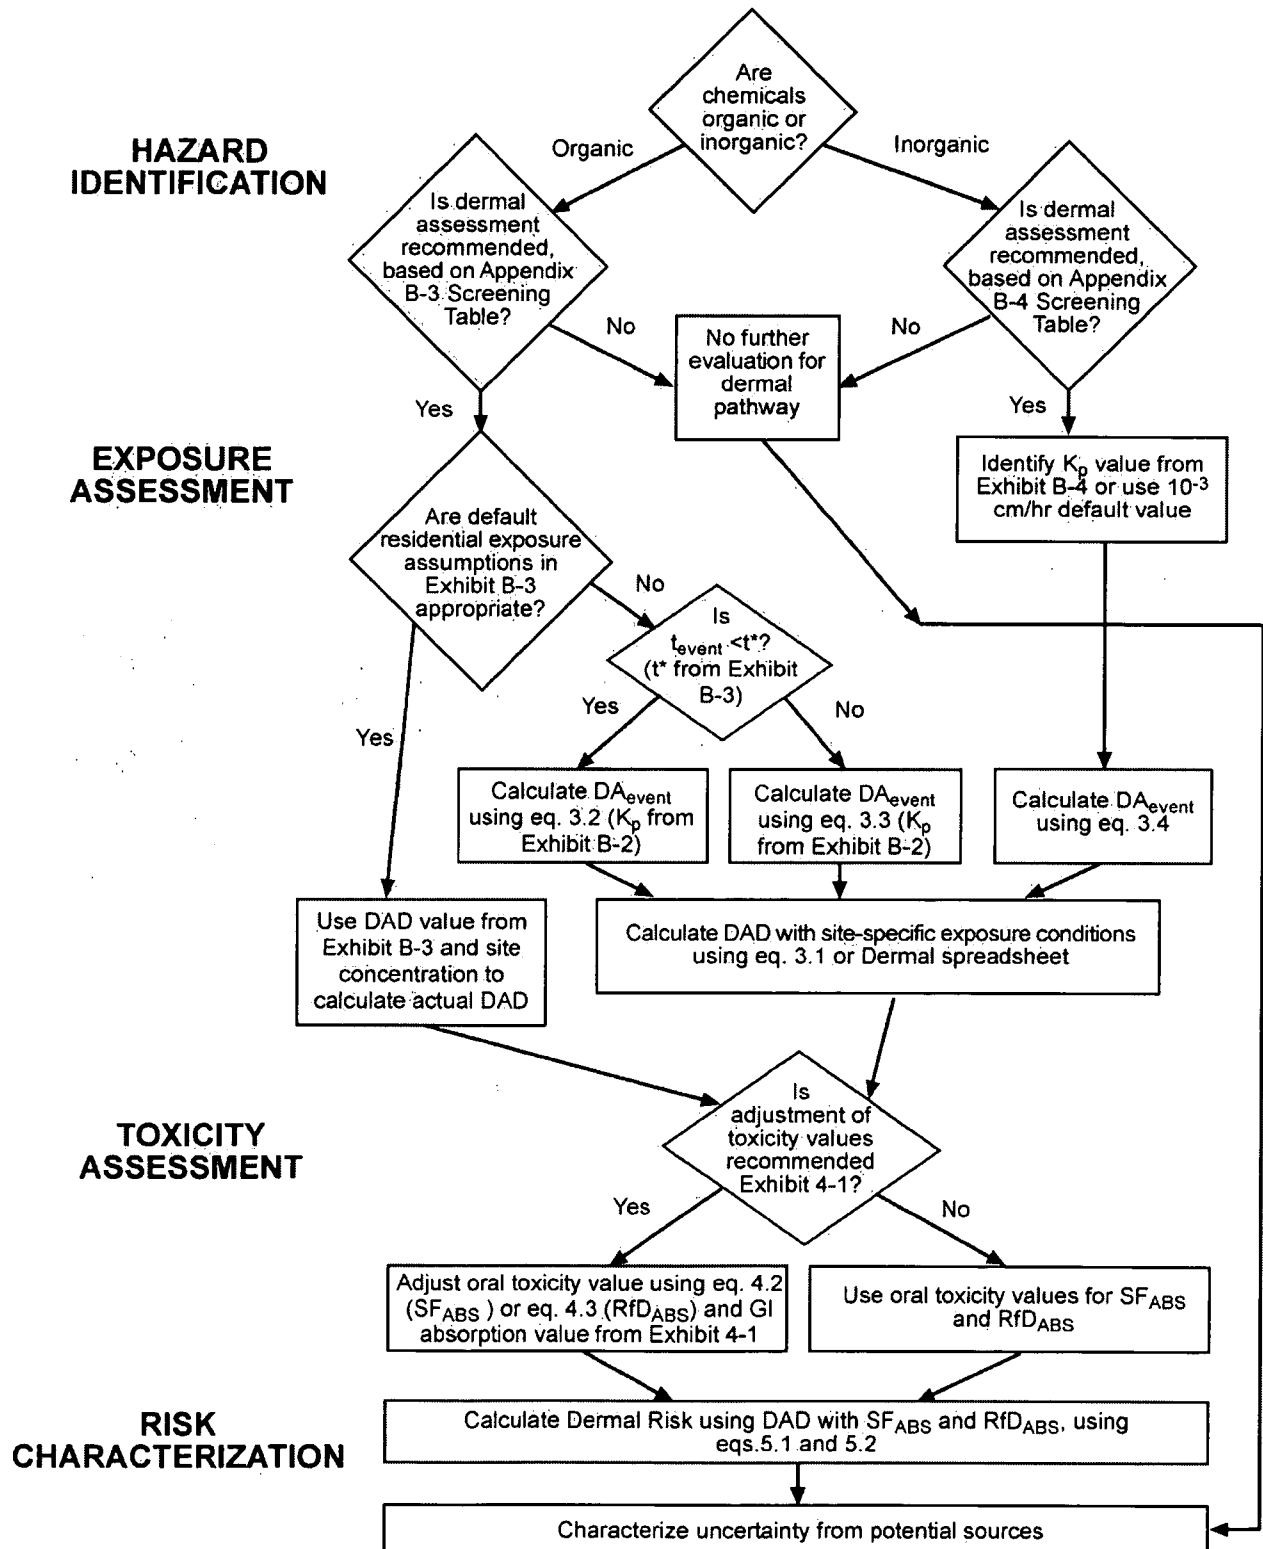 Are
chemicals
organic or
inorganic?
HAZARD
IDENTIFICATION
Organic
Inorganic
Is dermal
assessment
recommended,
based on Appendix
B-3 Screening
Table?
Is dermal
assessment
recommended,
based on Appendix
B-4 Screening
Table?
No
No
No further
evaluation for
dermal
pathway
Yes
Yes
EXPOSURE
ASSESSMENT
Identify Kp value from
Exhibit B-4 or use 10-3
cm/hr default value
Are default
residential exposure
assumptions in
Exhibit B-3
appropriate?
No
Is
tevent <t*?
(t* from Exhibit
B-3)
Yes
No
Yes
Calculate DAevent
using eq. 3.2 (Kp from
Exhibit B-2)
Calculate DAevent
using eq. 3.3 (Kp
from Exhibit B-2)
Calculate DAevent
using eq. 3.4
Use DAD value from
Exhibit B-3 and site
concentration to
calculate actual DAD
Calculate DAD with site-specific exposure conditions
using eq. 3.1 or Dermal spreadsheet
TOXICITY
ASSESSMENT
Is
adjustment of
toxicity values
recommended
Exhibit 4-1?
Yes
No
Adjust oral toxicity value using eq. 4.2
(SFABS ) or eq. 4.3 (RfDABS) and GI
absorption value from Exhibit 4-1
Use oral toxicity values for SFABS
and RfDABS
RISK
CHARACTERIZATION
Calculate Dermal Risk using DAD with SFABS and RfDABS, using
eqs.5.1 and 5.2
Characterize uncertainty from potential sources